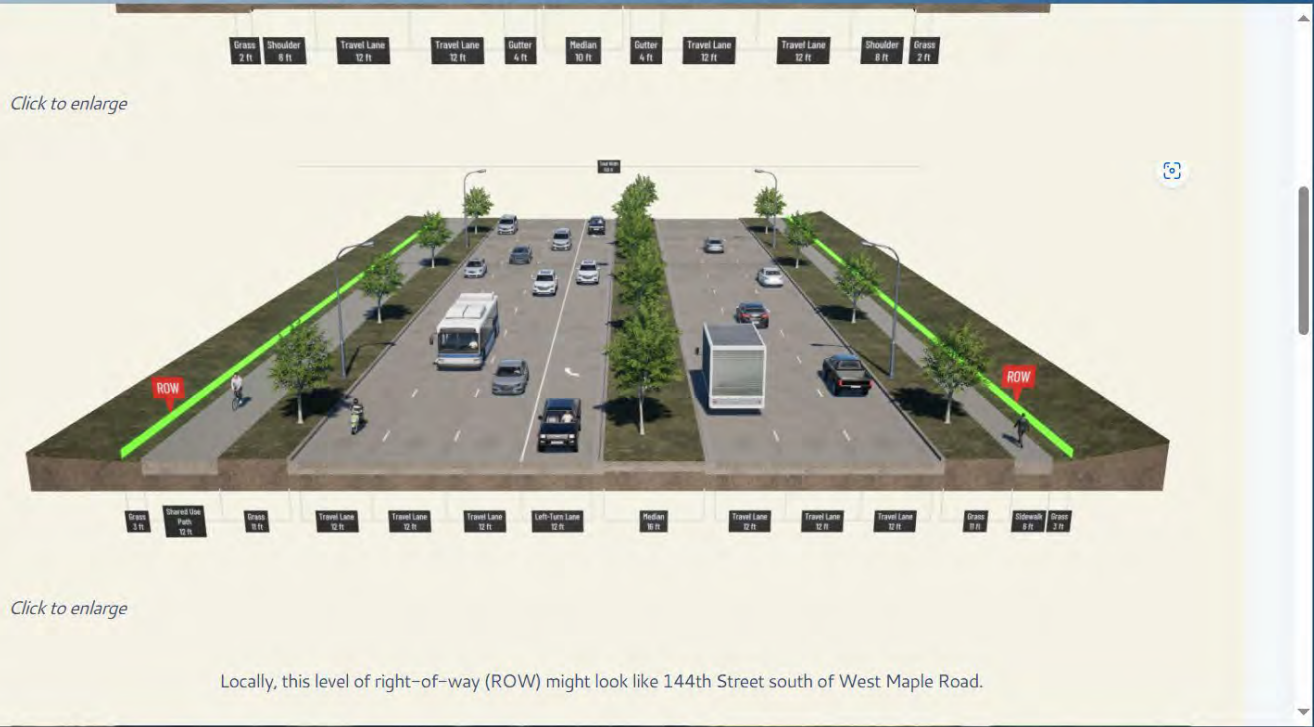 Grass
2 ft
Shoulder
8 ft
Travel Lane
12 ft
Travel Lane
12 ft
Gutter
4 ft
Median
10 ft
Gutter
4 ft
Travel Lane
12 ft
Travel Lane
12 ft
Shoulder
8 ft
Grass
2 ft
Click to enlarge
Total Width
ROW
ROW
Grass
3 ft
Shared Use
Path
12 ft
Grass
11 ft
Travel Lane
12 ft
Travel Lane
12 ft
Travel Lane
12 ft
Left-Turn Lane
12 ft
Median
16 ft
Travel Lane
12 ft
Travel Lane
12 ft
Travel Lane
12 ft
Grass
11 ft
Sidewalk
6 ft
Grass
3 ft
Click to enlarge
Locally, this level of right-of-way (ROW) might look like 144th Street south of West Maple Road.